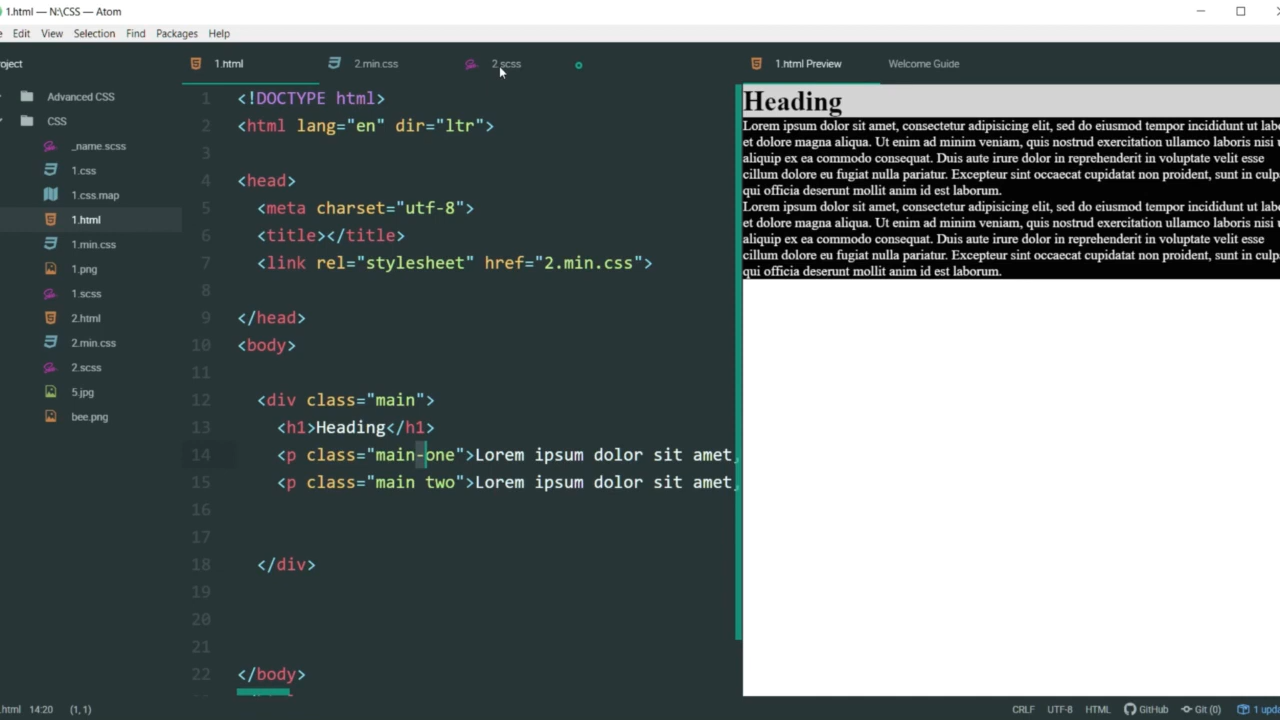 1.html — N:\CSS — Atom
Edit View Selection Find Packages Help
roject
1.html 2.min.css 2.scss 1.html Preview Welcome Guide
Advanced CSS
CSS
_name.scss
1.css
1.css.map
1.html
1.min.css
1.png
1.scss
2.html
2.min.css
2.scss
5.jpg
bee.png
1 <!DOCTYPE html>
2 <html lang="en" dir="ltr">
3
4 <head>
5 <meta charset="utf-8">
6 <title></title>
7 <link rel="stylesheet" href="2.min.css">
8
9 </head>
10 <body>
11
12 <div class="main">
13 <h1>Heading</h1>
14 <p class="main-one">Lorem ipsum dolor sit amet,
15 <p class="main two">Lorem ipsum dolor sit amet,
16
17
18 </div>
19
20
21
22 </body>
Heading
Lorem ipsum dolor sit amet, consectetur adipisicing elit, sed do eiusmod tempor incididunt ut labo
et dolore magna aliqua. Ut enim ad minim veniam, quis nostrud exercitation ullamco laboris nisi u
aliquip ex ea commodo consequat. Duis aute irure dolor in reprehenderit in voluptate velit esse
cillum dolore eu fugiat nulla pariatur. Excepteur sint occaecat cupidatat non proident, sunt in culpa
qui officia deserunt mollit anim id est laborum.
Lorem ipsum dolor sit amet, consectetur adipisicing elit, sed do eiusmod tempor incididunt ut labo
et dolore magna aliqua. Ut enim ad minim veniam, quis nostrud exercitation ullamco laboris nisi u
aliquip ex ea commodo consequat. Duis aute irure dolor in reprehenderit in voluptate velit esse
cillum dolore eu fugiat nulla pariatur. Excepteur sint occaecat cupidatat non proident, sunt in culpa
qui officia deserunt mollit anim id est laborum.
.html 14:20 (1, 1) CRLF UTF-8 HTML GitHub Git (0) 1 upda